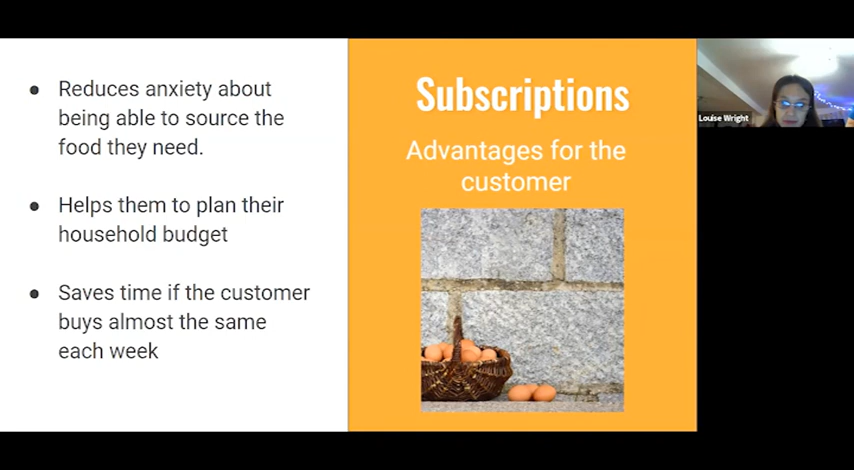 Reduces anxiety about
being able to source the
food they need.
Helps them to plan their
household budget
Saves time if the customer
buys almost the same
each week
Subscriptions
Advantages for the
customer
Louise Wright